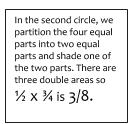 In the second circle, we
partition the four equal
parts into two equal
parts and shade one of
the two parts. There are
three double areas so
½ x ¾ is 3/8.